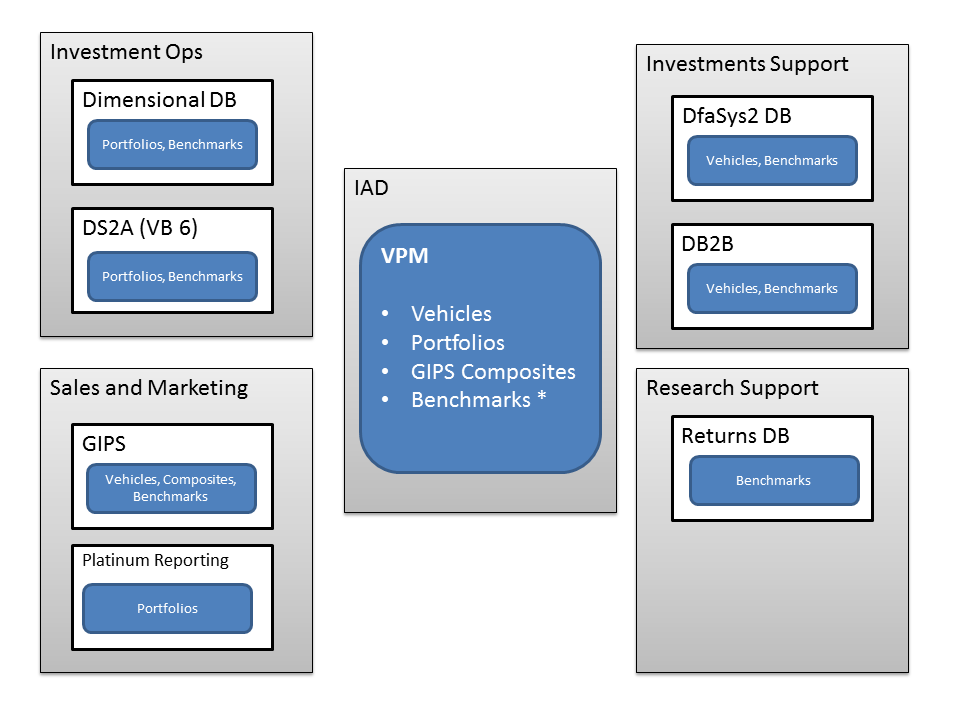 Investment Ops
Dimensional DB
Portfolios, Benchmarks
DS2A (VB 6)
Portfolios, Benchmarks
Sales and Marketing
GIPS
Vehicles, Composites,
Benchmarks
Platinum Reporting
Portfolios
IAD
VPM
• Vehicles
• Portfolios
• GIPS Composites
• Benchmarks *
Investments Support
DfaSys2 DB
Vehicles, Benchmarks
DB2B
Vehicles, Benchmarks
Research Support
Returns DB
Benchmarks